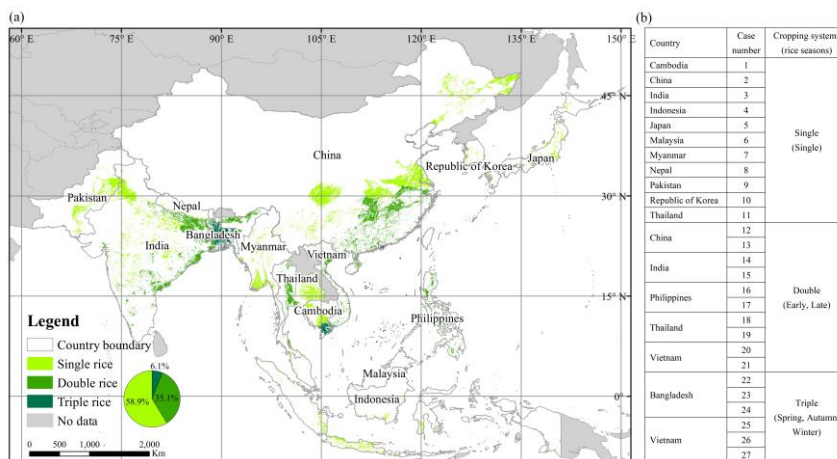 (a)
60° E 75° E 90° E 105° E 120° E 135° E 150° E
45° N
30° N
15° N
0°
China
Republic of Korea
Japan
Pakistan
Nepal
Bangladesh
India
Myanmar
Vietnam
Thailand
Cambodia
Philippines
Malaysia
Indonesia
Legend
Country boundary
Single rice
Double rice
Triple rice
No data
6.1%
58.9%
35.1%
0 500 1,000 2,000
Km
(b)
Country
Case number
Cropping system (rice seasons)
Cambodia 1
China 2
India 3
Indonesia 4
Japan 5
Malaysia 6
Myanmar 7
Nepal 8
Pakistan 9
Republic of Korea 10
Thailand 11
Single
(Single)
China 12
13
India 14
15
Philippines 16
17
Thailand 18
19
Vietnam 20
21
Double
(Early, Late)
Bangladesh 22
23
24
Vietnam 25
26
27
Triple
(Spring, Autumn
Winter)